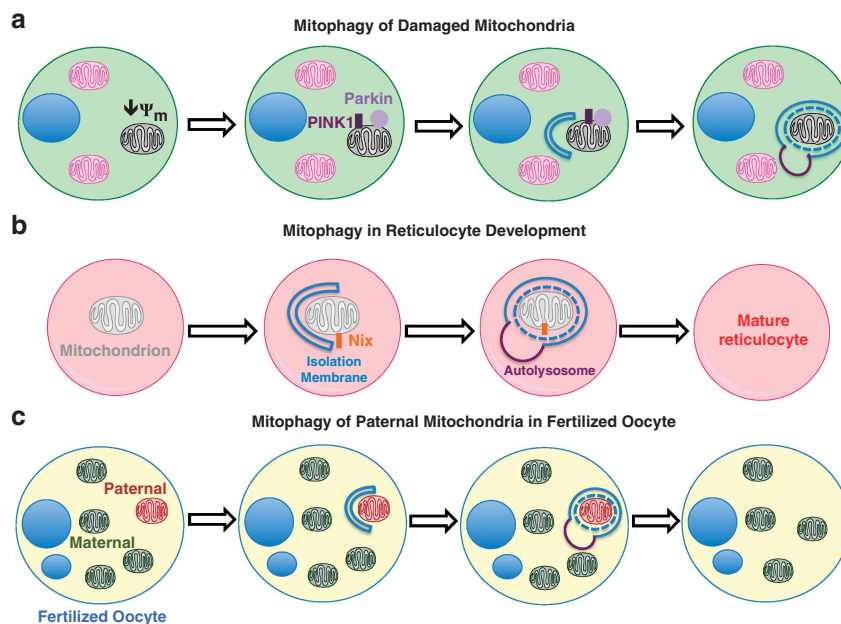 a
Mitophagy of Damaged Mitochondria
↓Ψm
Parkin
PINK1
b
Mitophagy in Reticulocyte Development
Mitochondrion
Nix
Isolation
Membrane
Autolysosome
Mature
reticulocyte
c
Mitophagy of Paternal Mitochondria in Fertilized Oocyte
Paternal
Maternal
Fertilized Oocyte